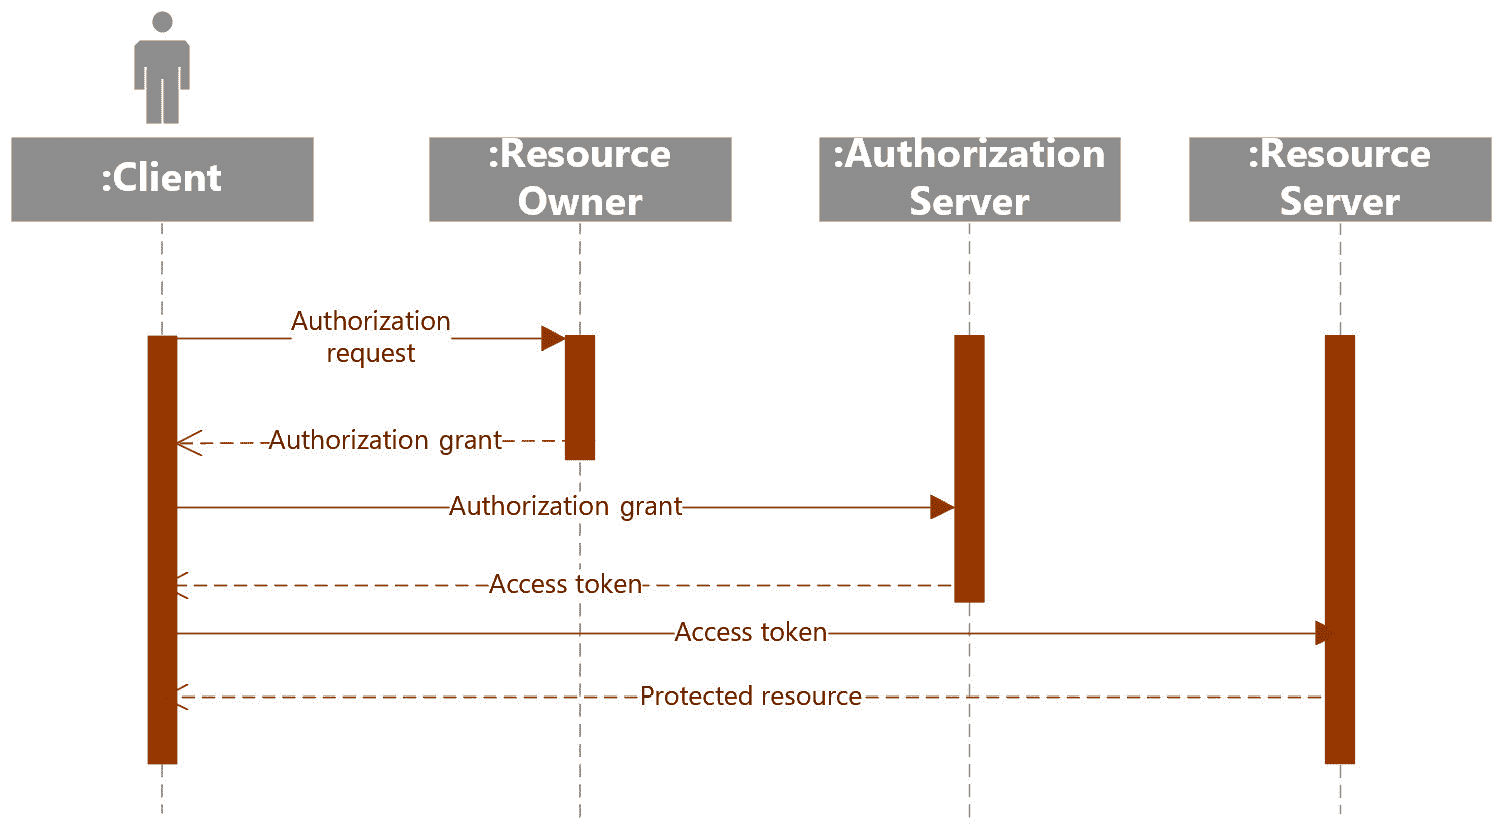 :Client
:Resource
Owner
:Authorization
Server
:Resource
Server
Authorization
request
Authorization grant
Authorization grant
Access token
Access token
Protected resource